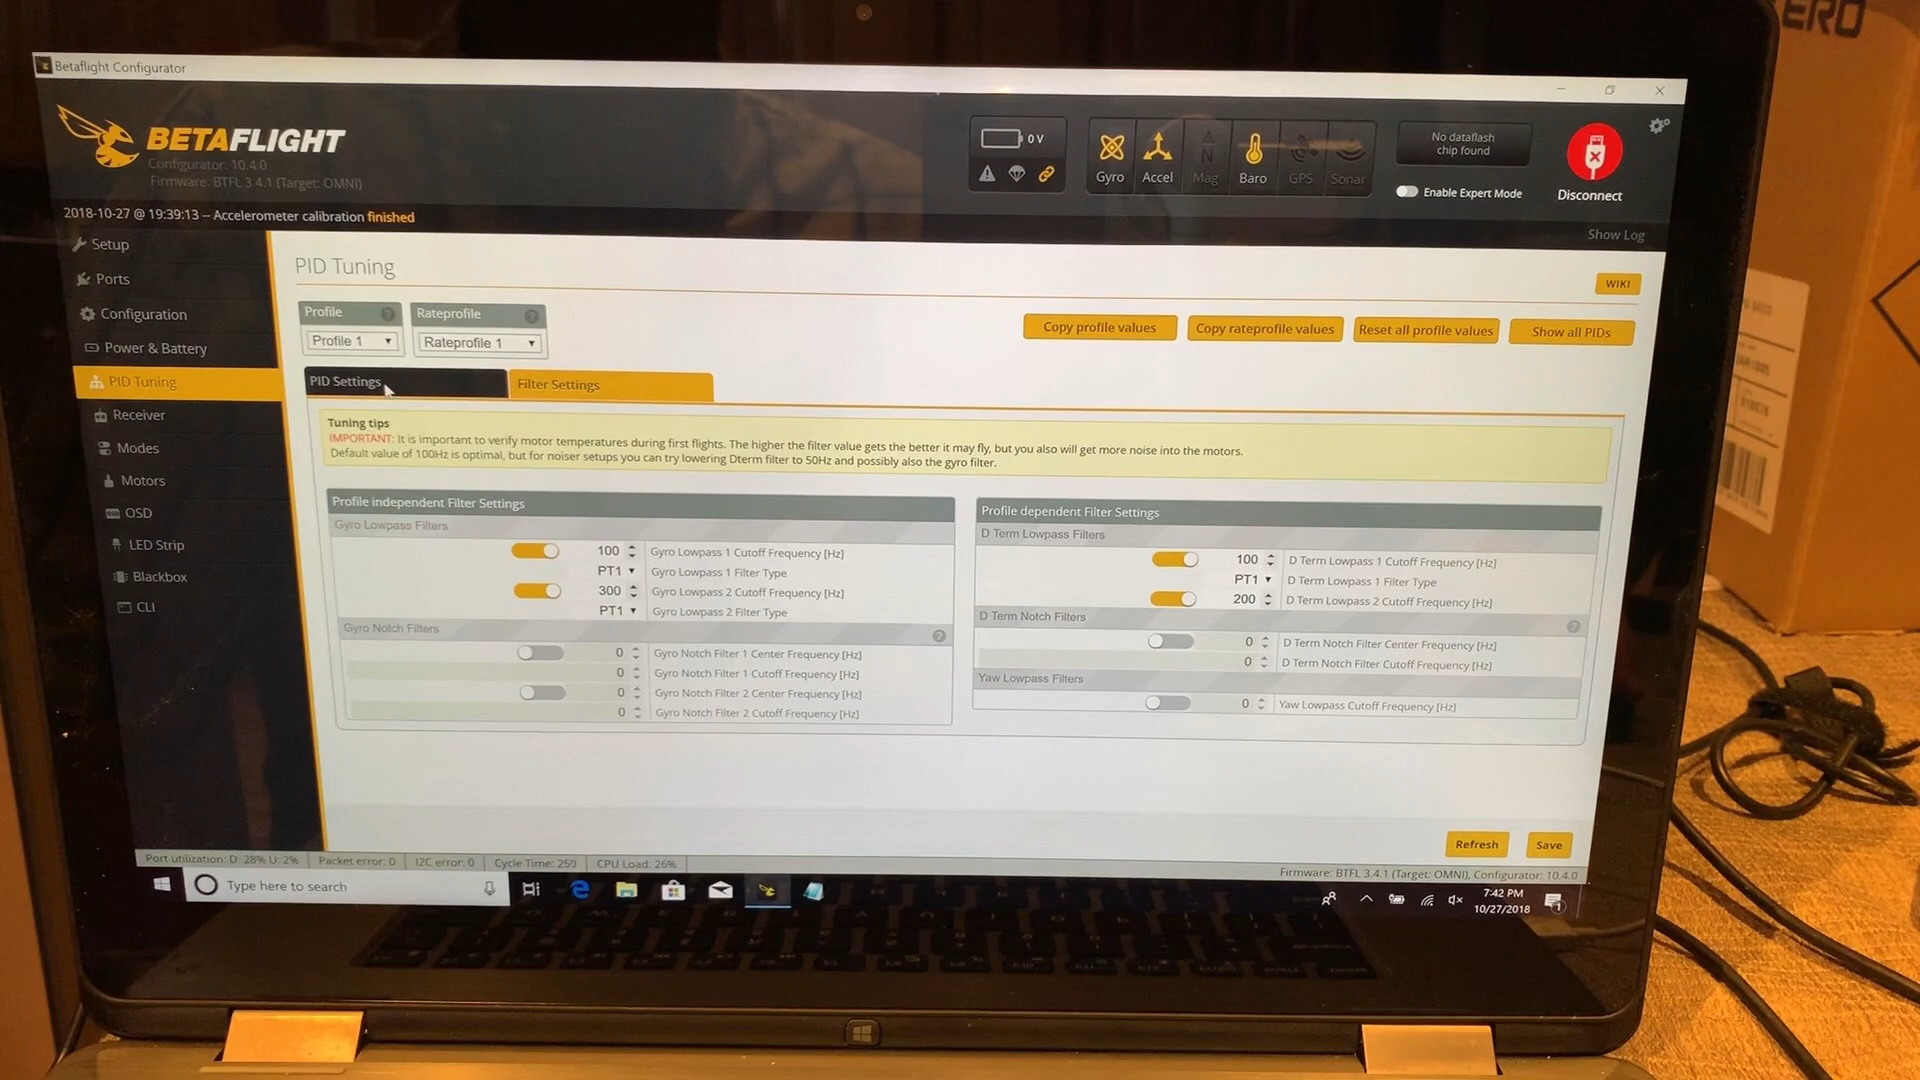 ERO
Betaflight Configurator
BETAFLIGHT
Configurator: 10.4.0
Firmware: BTFL 3.4.1 (Target: OMNI)
0 V
Gyro
Accel
Mag
Baro
GPS
Sonar
No dataflash
chip found
Enable Expert Mode
Disconnect
2018-10-27 @ 19:39:13 -- Accelerometer calibration finished
Show Log
Setup
Ports
Configuration
Power & Battery
PID Tuning
Receiver
Modes
Motors
OSD
LED Strip
Blackbox
CLI
PID Tuning
WIKI
Profile
Rateprofile
Profile 1
Rateprofile 1
Copy profile values
Copy rateprofile values
Reset all profile values
Show all PIDs
PID Settings
Filter Settings
Tuning tips
IMPORTANT: It is important to verify motor temperatures during first flights. The higher the filter value gets the better it may fly, but you also will get more noise into the motors.
Default value of 100Hz is optimal, but for noiser setups you can try lowering Dterm filter to 50Hz and possibly also the gyro filter.
Profile independent Filter Settings
Gyro Lowpass Filters
100 Gyro Lowpass 1 Cutoff Frequency [Hz]
PT1 Gyro Lowpass 1 Filter Type
300 Gyro Lowpass 2 Cutoff Frequency [Hz]
PT1 Gyro Lowpass 2 Filter Type
Gyro Notch Filters
0 Gyro Notch Filter 1 Center Frequency [Hz]
0 Gyro Notch Filter 1 Cutoff Frequency [Hz]
0 Gyro Notch Filter 2 Center Frequency [Hz]
0 Gyro Notch Filter 2 Cutoff Frequency [Hz]
Profile dependent Filter Settings
D Term Lowpass Filters
100 D Term Lowpass 1 Cutoff Frequency [Hz]
PT1 D Term Lowpass 1 Filter Type
200 D Term Lowpass 2 Cutoff Frequency [Hz]
D Term Notch Filters
0 D Term Notch Filter Center Frequency [Hz]
0 D Term Notch Filter Cutoff Frequency [Hz]
Yaw Lowpass Filters
0 Yaw Lowpass Cutoff Frequency [Hz]
Refresh
Save
Port utilization: D: 28% U: 2%
Packet error: 0
I2C error: 0
Cycle Time: 259
CPU Load: 26%
Firmware: BTFL 3.4.1 (Target: OMNI), Configurator: 10.4.0
Type here to search
7:42 PM
10/27/2018
1